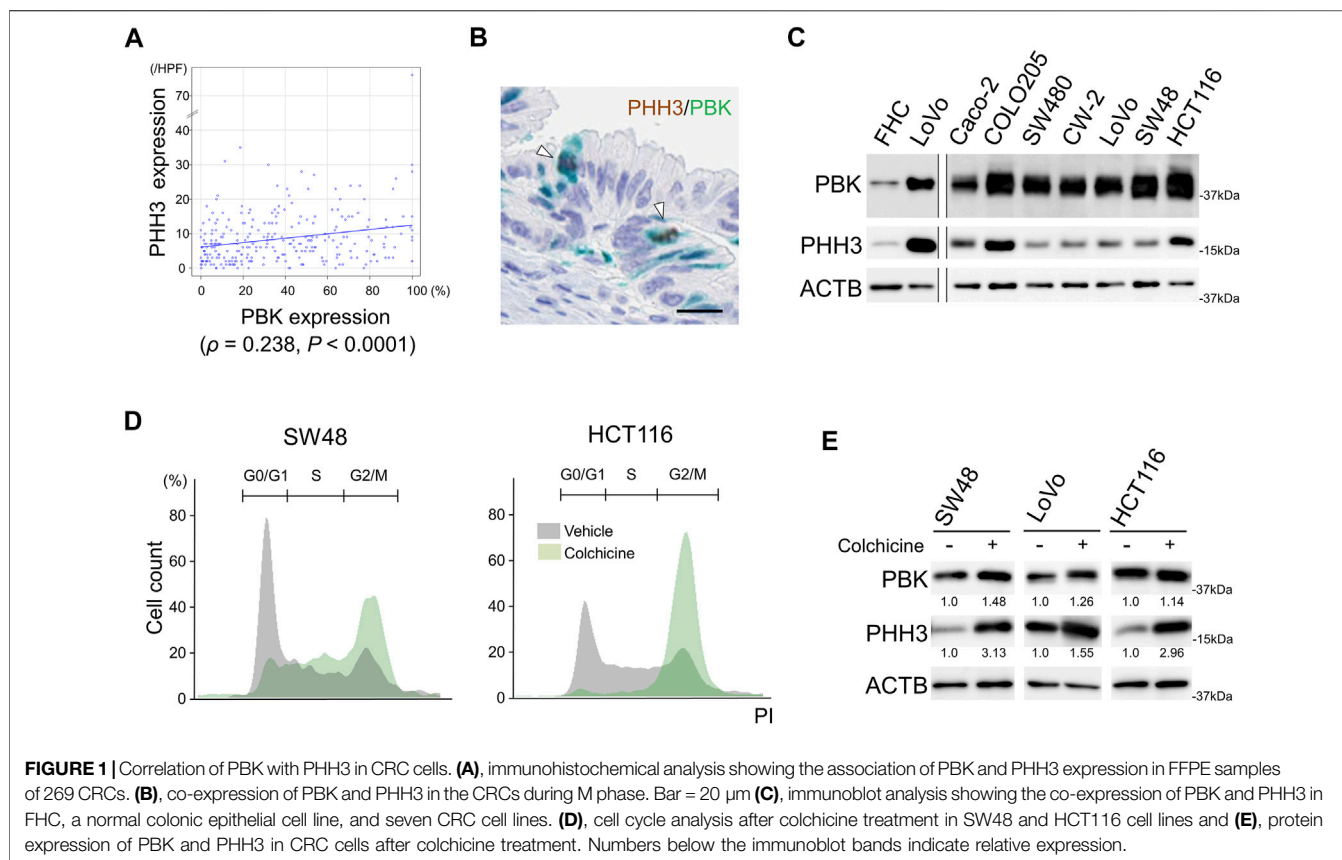 A
(/HPF)
70
40
30
20
10
0
PHH3 expression
0 20 40 60 80 100 (%)
PBK expression
(ρ = 0.238, P < 0.0001)
B
PHH3/PBK
C
FHC LoVo Caco-2 COLO205 SW480 CW-2 LoVo SW48 HCT116
PBK
-37kDa
PHH3
-15kDa
ACTB
-37kDa
D
SW48
G0/G1 S G2/M
(%)
80
60
40
20
0
Cell count
HCT116
G0/G1 S G2/M
Vehicle
Colchicine
80
60
40
20
0
PI
E
SW48 LoVo HCT116
Colchicine - + - + - +
PBK
-37kDa
1.0 1.48 1.0 1.26 1.0 1.14
PHH3
-15kDa
1.0 3.13 1.0 1.55 1.0 2.96
ACTB
-37kDa
FIGURE 1 | Correlation of PBK with PHH3 in CRC cells. (A), immunohistochemical analysis showing the association of PBK and PHH3 expression in FFPE samples
of 269 CRCs. (B), co-expression of PBK and PHH3 in the CRCs during M phase. Bar = 20 μm (C), immunoblot analysis showing the co-expression of PBK and PHH3 in
FHC, a normal colonic epithelial cell line, and seven CRC cell lines. (D), cell cycle analysis after colchicine treatment in SW48 and HCT116 cell lines and (E), protein
expression of PBK and PHH3 in CRC cells after colchicine treatment. Numbers below the immunoblot bands indicate relative expression.